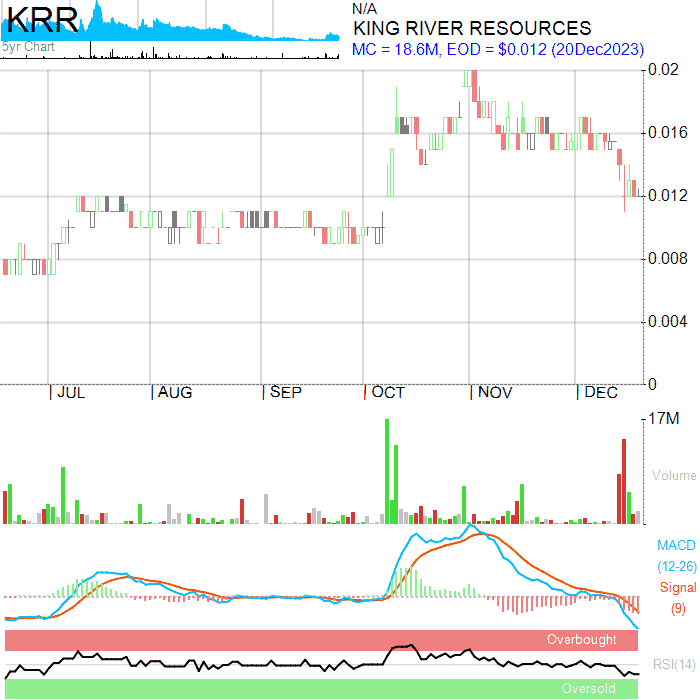 KRR
5yr Chart
N/A
KING RIVER RESOURCES
MC = 18.6M, EOD = $0.012 (20Dec2023)
0.02
0.016
0.012
0.008
0.004
0
JUL AUG SEP OCT NOV DEC
17M
Volume
MACD
(12-26)
Signal
(9)
Overbought
RSI(14)
Oversold